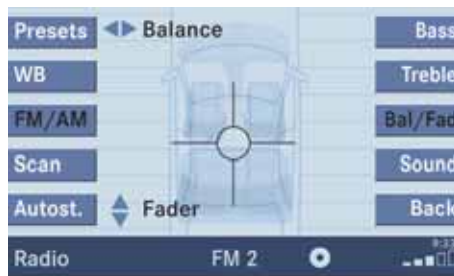 Presets Balance Bass
WB Treble
FM/AM Bal/Fad
Scan Sound
Autost. Fader Back
Radio FM 2